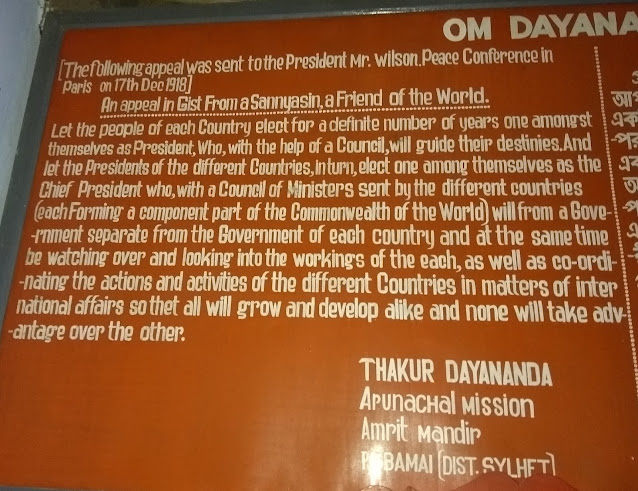 OM DAYANA
[The following appeal was sent to the President Mr. Wilson. Peace Conference in
Paris on 17th Dec 1918]
An appeal in Gist From a Sannyasin, a Friend of the World.
Let the people of each Country elect for a definite number of years one amongst
themselves as President, Who, with the help of a Council, will guide their destinies. And
let the Presidents of the different Countries, in turn, elect one among themselves as the
Chief President who, with a Council of Ministers sent by the different countries
(each Forming a component part of the Commonwealth of the World) will from a Gove-
-rnment separate from the Government of each country and at the same time
be watching over and looking into the workings of the each, as well as co-ordi-
-nating the actions and activities of the different Countries in matters of inter
national affairs so thet all will grow and develop alike and none will take adv-
-antage over the other.
THAKUR DAYANANDA
Apunachal Mission
Amrit Mandir
(DIST. SYLHET)